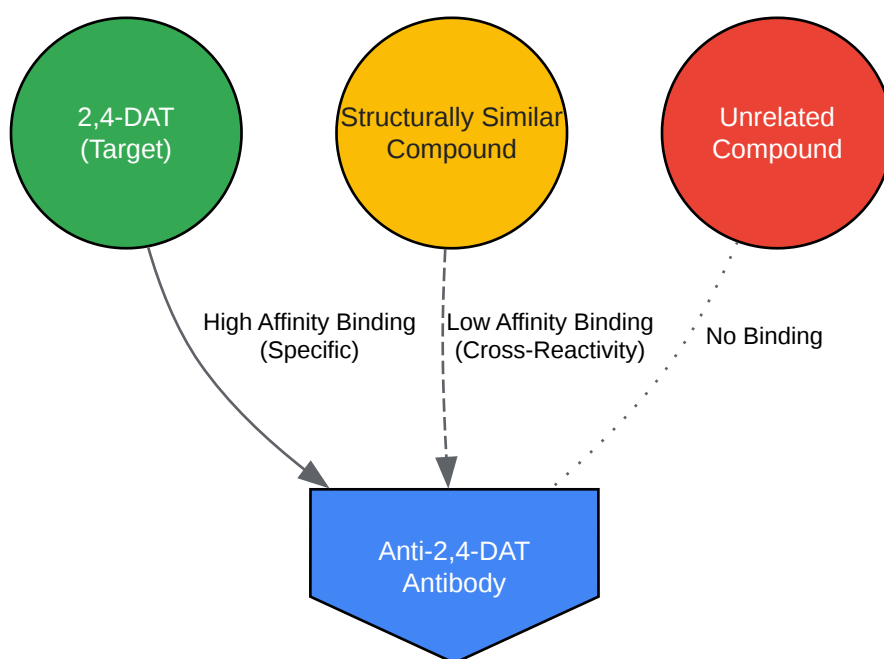 2,4-DAT
(Target)
Structurally Similar
Compound
Unrelated
Compound
High Affinity Binding
(Specific)
Low Affinity Binding
(Cross-Reactivity)
No Binding
Anti-2,4-DAT
Antibody